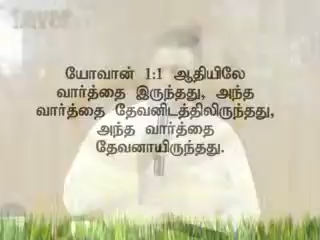 யோவான் 1:1 ஆதியிலே
வார்த்தை இருந்தது, அந்த
வார்த்தை தேவனிடத்திலிருந்தது,
அந்த வார்த்தை
தேவனாயிருந்தது.